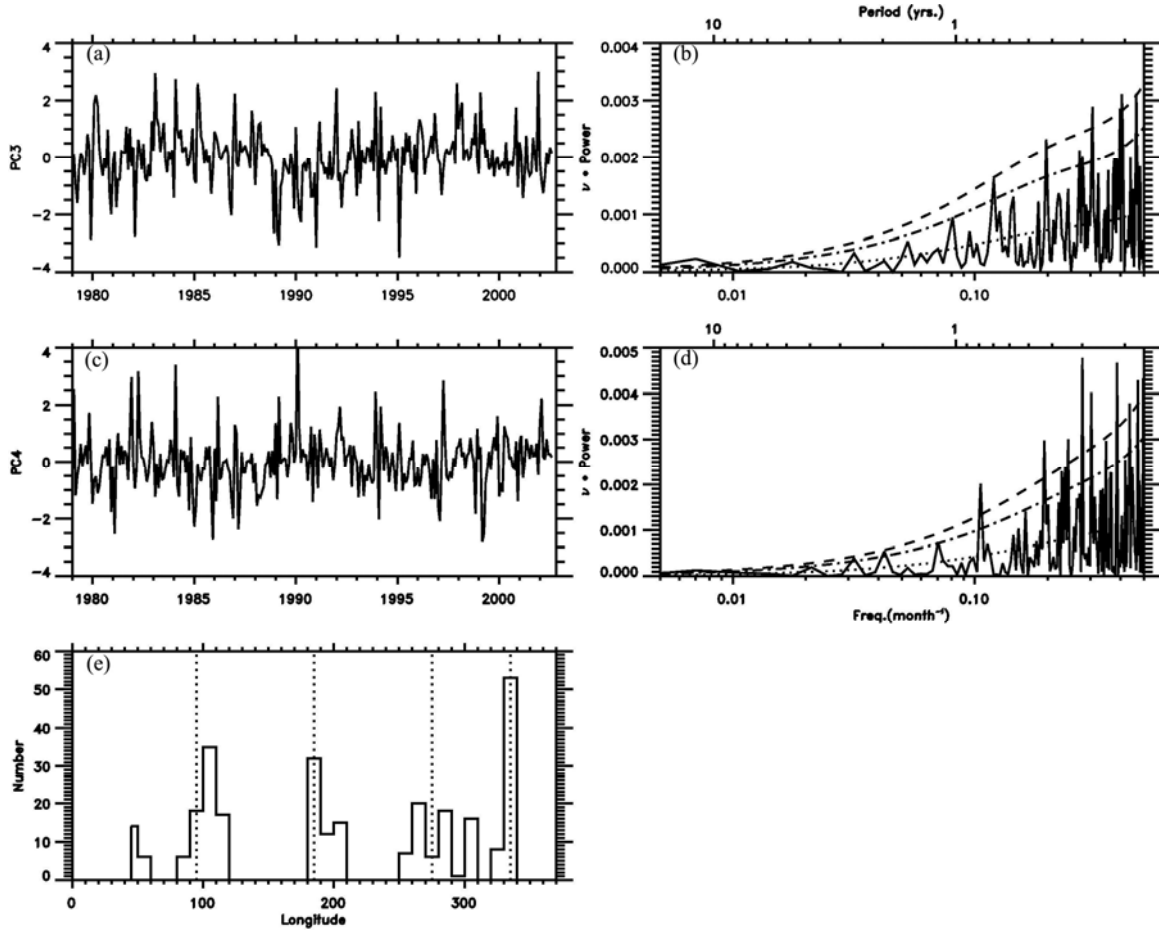 Period (yrs.)
10 1
(a)
4
2
0
-2
-4
PC3
1980 1985 1990 1995 2000
(b)
0.004
0.003
0.002
0.001
0.000
ν * Power
0.01 0.10
10 1
(c)
4
2
0
-2
-4
PC4
1980 1985 1990 1995 2000
(d)
0.005
0.004
0.003
0.002
0.001
0.000
ν * Power
0.01 0.10
Freq.(month⁻¹)
(e)
60
50
40
30
20
10
0
Number
0 100 200 300
Longitude